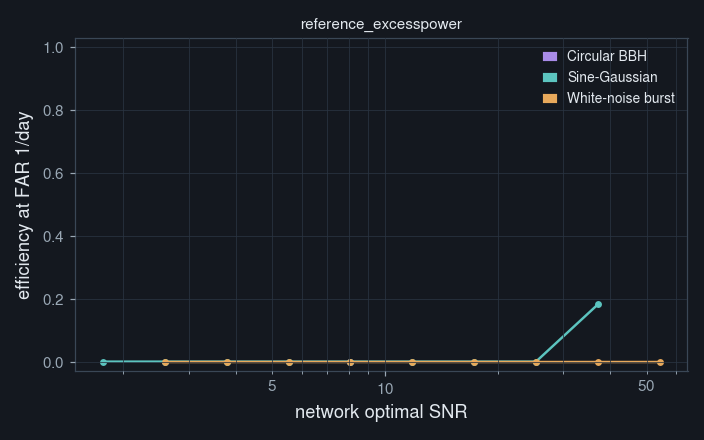 reference_excesspower
efficiency at FAR 1/day
1.0
0.8
0.6
0.4
0.2
0.0
Circular BBH
Sine-Gaussian
White-noise burst
5
10
50
network optimal SNR